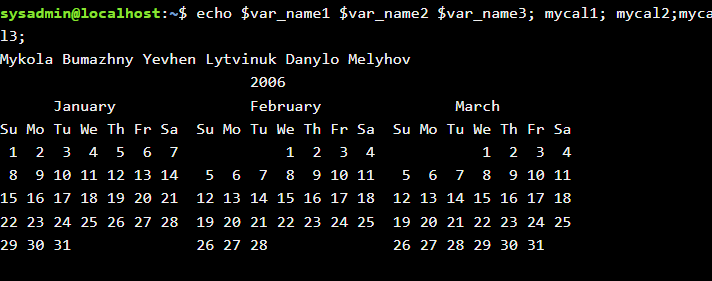 sysadmin@localhost:~$ echo $var_name1 $var_name2 $var_name3; mycal1; mycal2;myca
l3;
Mykola Bumazhny Yevhen Lytvinuk Danylo Melyhov
                            2006
      January               February               March
Su Mo Tu We Th Fr Sa  Su Mo Tu We Th Fr Sa  Su Mo Tu We Th Fr Sa
 1  2  3  4  5  6  7            1  2  3  4            1  2  3  4
 8  9 10 11 12 13 14   5  6  7  8  9 10 11   5  6  7  8  9 10 11
15 16 17 18 19 20 21  12 13 14 15 16 17 18  12 13 14 15 16 17 18
22 23 24 25 26 27 28  19 20 21 22 23 24 25  19 20 21 22 23 24 25
29 30 31              26 27 28              26 27 28 29 30 31